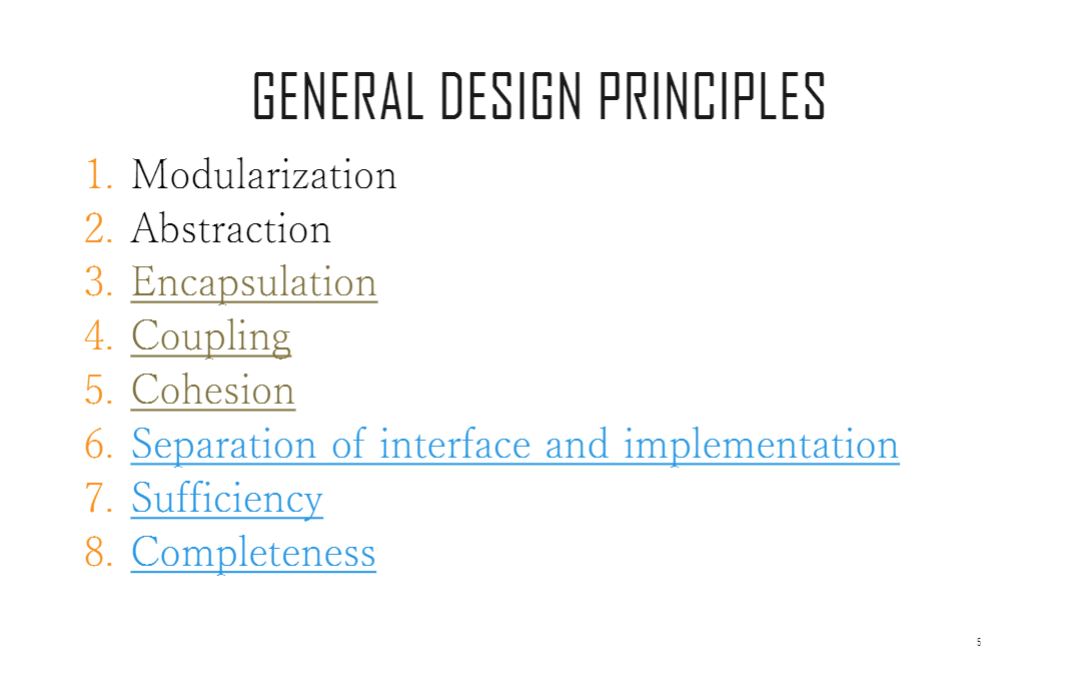 GENERAL DESIGN PRINCIPLES
1. Modularization
2. Abstraction
3. Encapsulation
4. Coupling
5. Cohesion
6. Separation of interface and implementation
7. Sufficiency
8. Completeness
5